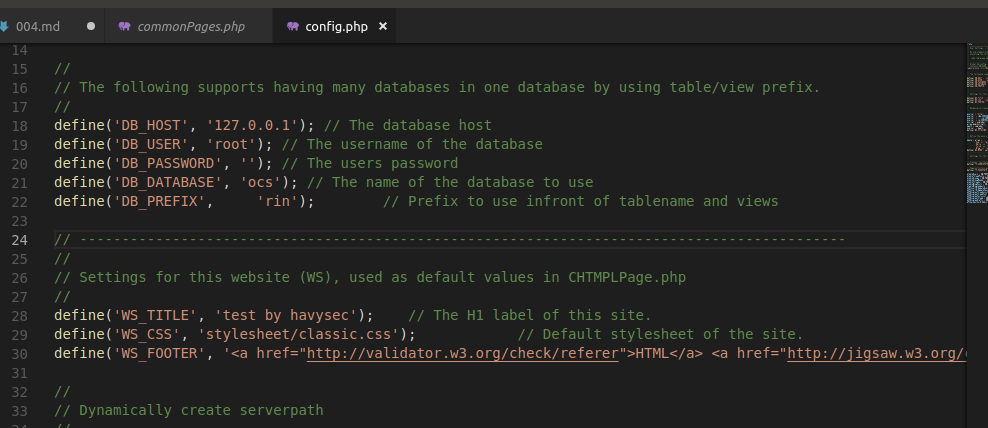 004.md
commonPages.php
config.php
14
15 //
16 // The following supports having many databases in one database by using table/view prefix.
17 //
18 define('DB_HOST', '127.0.0.1'); // The database host
19 define('DB_USER', 'root'); // The username of the database
20 define('DB_PASSWORD', ''); // The users password
21 define('DB_DATABASE', 'ocs'); // The name of the database to use
22 define('DB_PREFIX',     'rin');        // Prefix to use infront of tablename and views
23
24 // -------------------------------------------------------------------------------------------
25 //
26 // Settings for this website (WS), used as default values in CHTMPLPage.php
27 //
28 define('WS_TITLE', 'test by havysec');    // The H1 label of this site.
29 define('WS_CSS', 'stylesheet/classic.css');            // Default stylesheet of the site.
30 define('WS_FOOTER', '<a href="http://validator.w3.org/check/referer">HTML</a> <a href="http://jigsaw.w3.org/
31
32 //
33 // Dynamically create serverpath
34 //